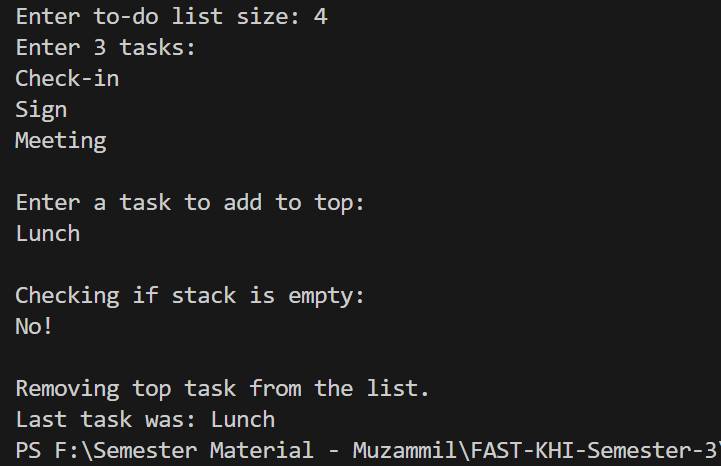 Enter to-do list size: 4
Enter 3 tasks:
Check-in
Sign
Meeting
Enter a task to add to top:
Lunch
Checking if stack is empty:
No!
Removing top task from the list.
Last task was: Lunch
PS F:\Semester Material - Muzammil\FAST-KHI-Semester-3\